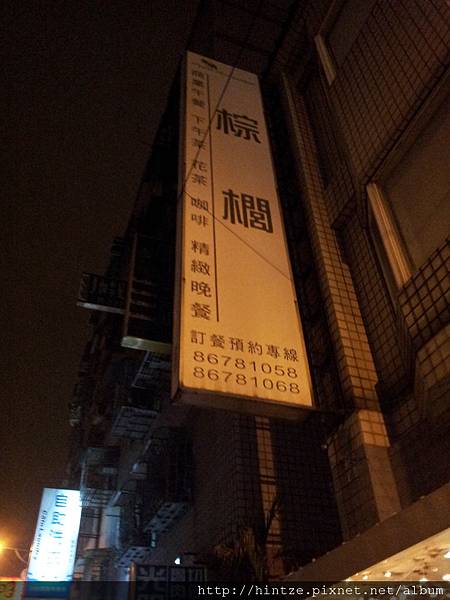 棕櫚
商業午餐 下午茶 花茶 咖啡 精緻晚餐
訂餐預約專線
86781058
86781068
http://hintze.pixnet.net/album